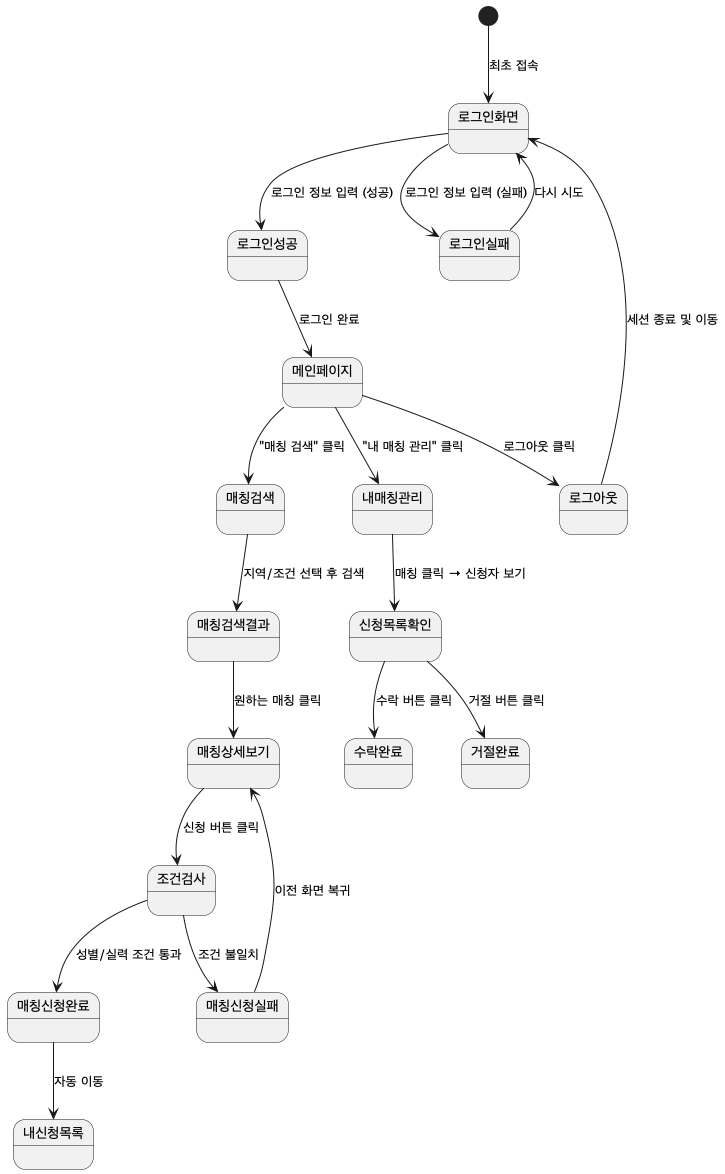 최초 접속
로그인화면
로그인 정보 입력 (성공)
로그인 정보 입력 (실패)
다시 시도
로그인성공
로그인실패
로그인 완료
세션 종료 및 이동
메인페이지
"매칭 검색" 클릭
"내 매칭 관리" 클릭
로그아웃 클릭
매칭검색
내매칭관리
로그아웃
지역/조건 선택 후 검색
매칭 클릭 → 신청자 보기
매칭검색결과
신청목록확인
원하는 매칭 클릭
수락 버튼 클릭
거절 버튼 클릭
매칭상세보기
수락완료
거절완료
신청 버튼 클릭
조건검사
이전 화면 복귀
성별/실력 조건 통과
조건 불일치
매칭신청완료
매칭신청실패
자동 이동
내신청목록